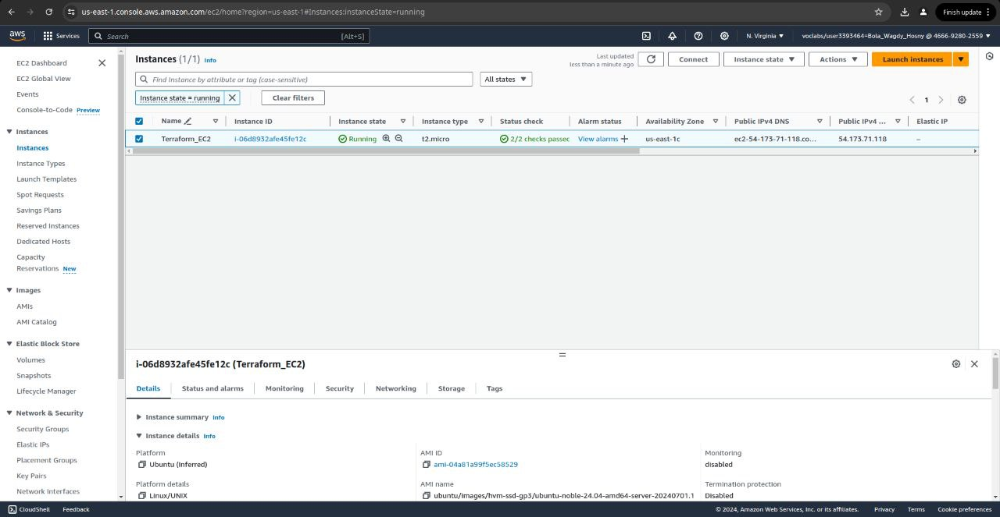 us-east-1.console.aws.amazon.com/ec2/home?region=us-east-1#Instances:instanceState=running
Finish update
aws
Services
Search
[Alt+S]
N. Virginia
voclabs/user3393464=Bola_Wagdy_Hosny @ 4666-9280-2559
EC2 Dashboard
EC2 Global View
Events
Console-to-Code Preview
Instances
Instances
Instance Types
Launch Templates
Spot Requests
Savings Plans
Reserved Instances
Dedicated Hosts
Capacity
Reservations New
Images
AMIs
AMI Catalog
Elastic Block Store
Volumes
Snapshots
Lifecycle Manager
Network & Security
Security Groups
Elastic IPs
Placement Groups
Key Pairs
Network Interfaces
Instances (1/1) Info
Last updated
less than a minute ago
Connect
Instance state
Actions
Launch instances
Find Instance by attribute or tag (case-sensitive)
All states
Instance state = running
Clear filters
1
Name Instance ID Instance state Instance type Status check Alarm status Availability Zone Public IPv4 DNS Public IPv4 ... Elastic IP
Terraform_EC2 i-06d8932afe45fe12c Running t2.micro 2/2 checks passec View alarms us-east-1c ec2-54-173-71-118.co... 54.173.71.118 –
i-06d8932afe45fe12c (Terraform_EC2)
Details Status and alarms Monitoring Security Networking Storage Tags
Instance summary Info
Instance details Info
Platform
Ubuntu (Inferred)
AMI ID
ami-04a81a99f5ec58529
Monitoring
disabled
Platform details
Linux/UNIX
AMI name
ubuntu/images/hvm-ssd-gp3/ubuntu-noble-24.04-amd64-server-20240701.1
Termination protection
Disabled
CloudShell Feedback
© 2024, Amazon Web Services, Inc. or its affiliates. Privacy Terms Cookie preferences